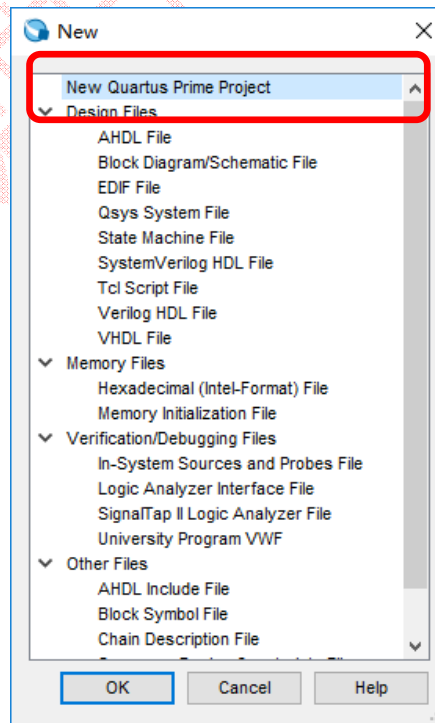 New
New Quartus Prime Project
Design Files
AHDL File
Block Diagram/Schematic File
EDIF File
Qsys System File
State Machine File
SystemVerilog HDL File
Tcl Script File
Verilog HDL File
VHDL File
Memory Files
Hexadecimal (Intel-Format) File
Memory Initialization File
Verification/Debugging Files
In-System Sources and Probes File
Logic Analyzer Interface File
SignalTap II Logic Analyzer File
University Program VWF
Other Files
AHDL Include File
Block Symbol File
Chain Description File
OK Cancel Help